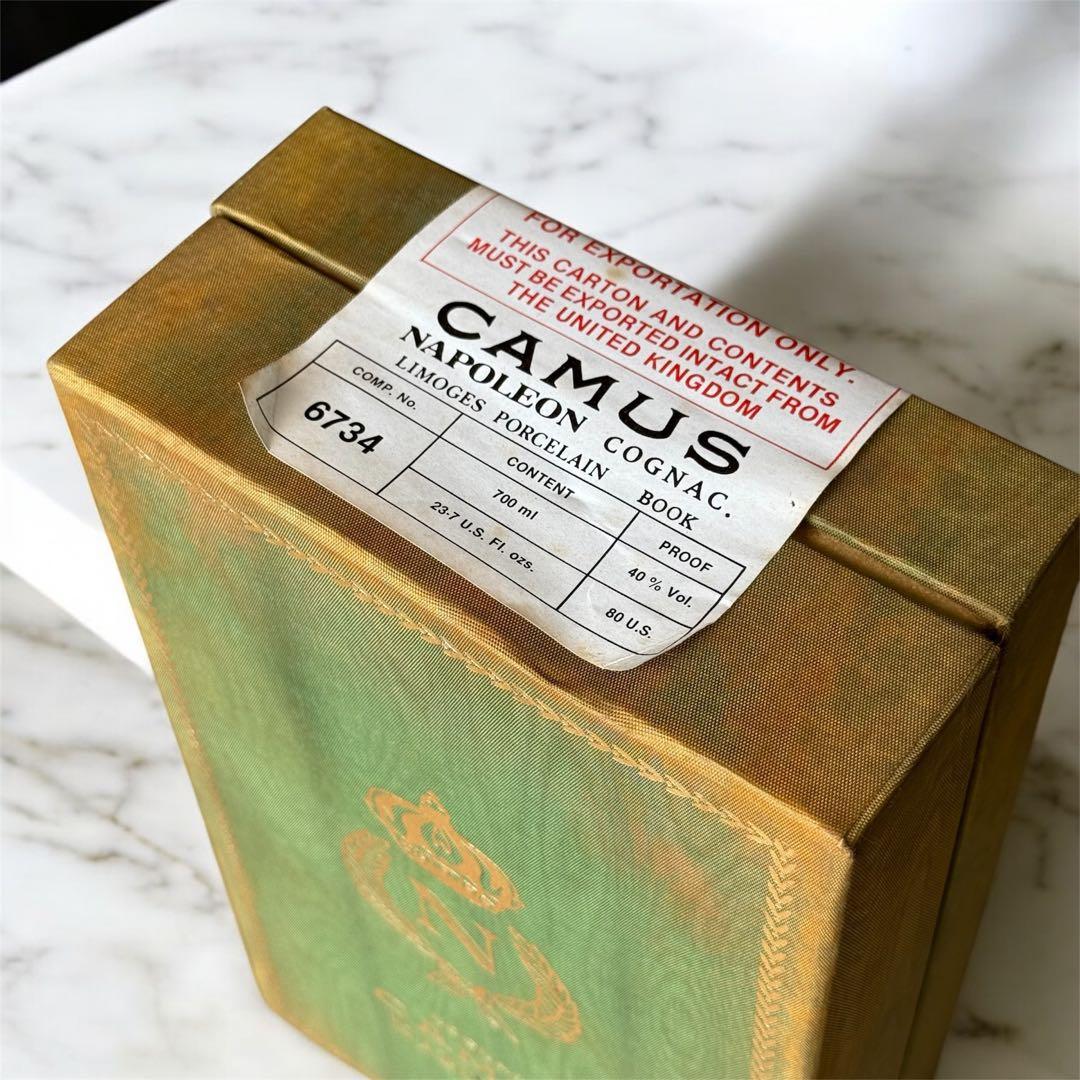 FOR EXPORTATION ONLY.
THIS CARTON AND CONTENTS
MUST BE EXPORTED INTACT FROM
THE UNITED KINGDOM
CAMUS
NAPOLEON COGNAC.
LIMOGES PORCELAIN BOOK
COMP. No.
6734
CONTENT
700 ml
23·7 U.S. Fl. ozs.
PROOF
40 % Vol.
80 U.S.
N